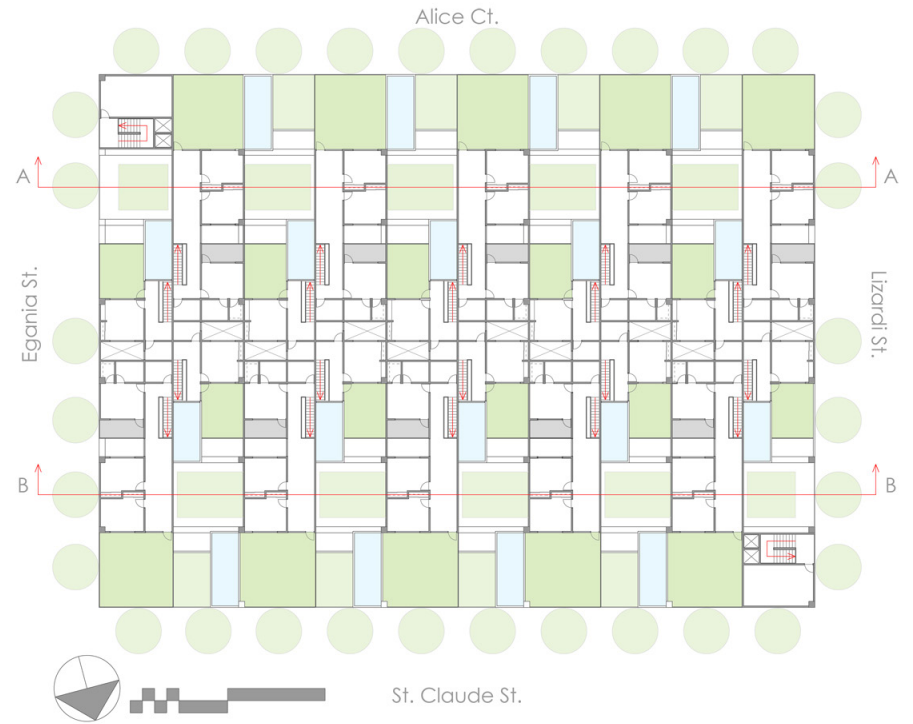 Alice Ct.
A
A
Egania St.
Lizardi St.
B
B
St. Claude St.